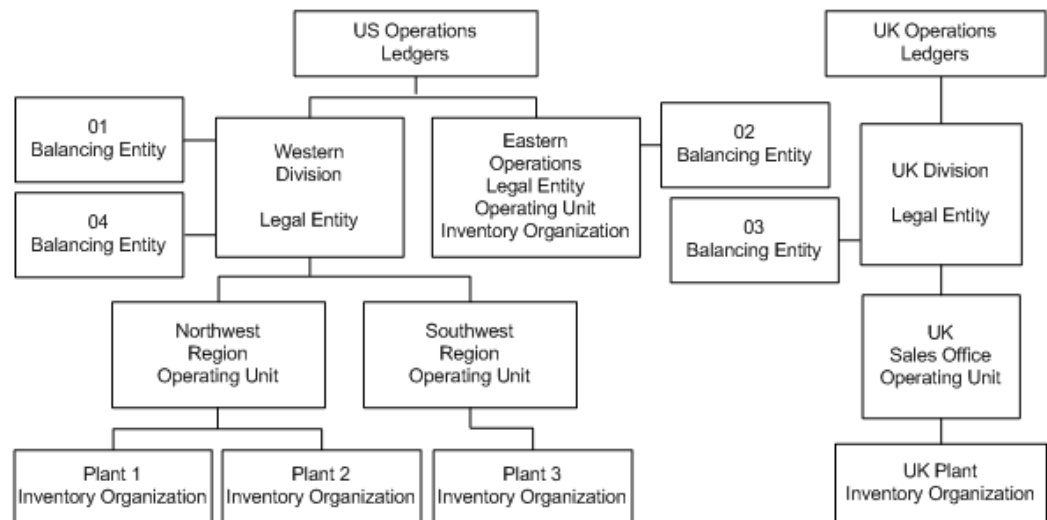 US Operations
Ledgers
UK Operations
Ledgers
01
Balancing Entity
Western
Division
Legal Entity
Eastern
Operations
Legal Entity
Operating Unit
Inventory Organization
02
Balancing Entity
UK Division
Legal Entity
04
Balancing Entity
03
Balancing Entity
Northwest
Region
Operating Unit
Southwest
Region
Operating Unit
UK
Sales Office
Operating Unit
Plant 1
Inventory Organization
Plant 2
Inventory Organization
Plant 3
Inventory Organization
UK Plant
Inventory Organization